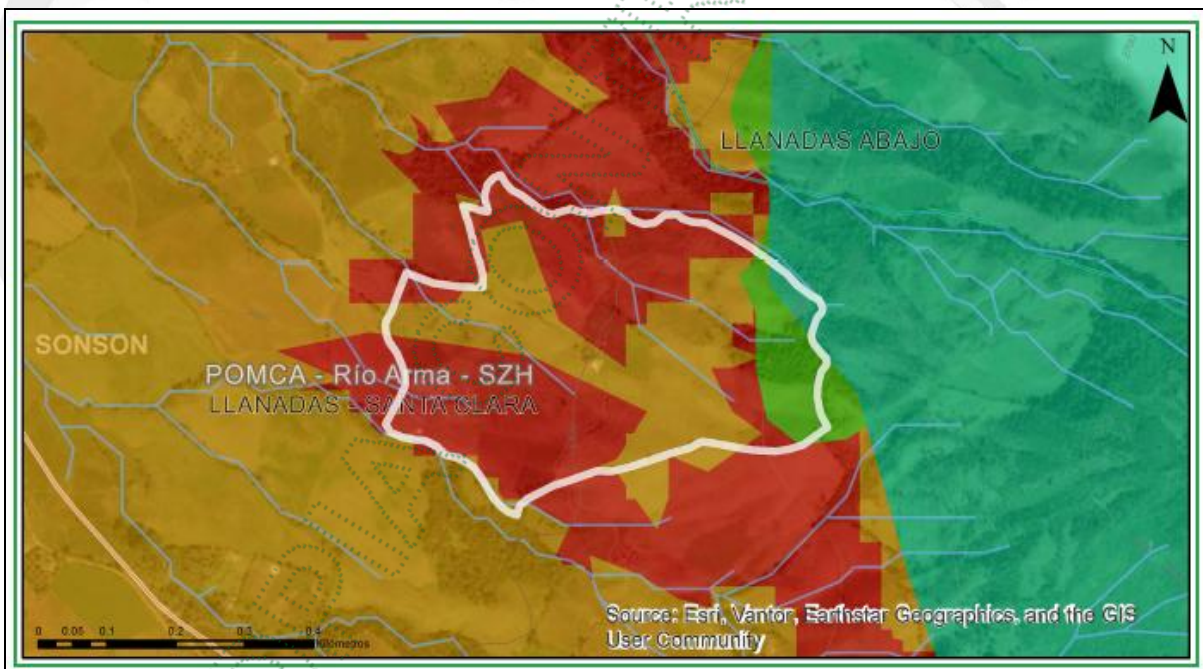 N
LLANADAS ABAJO
SONSON
POMCA - Río Arma - SZH
LLANADAS - SANTA CLARA
Source: Esri, Vantor, Earthstar Geographics, and the GIS
User Community
0 0.05 0.1 0.2 0.3 0.4
Kilómetros